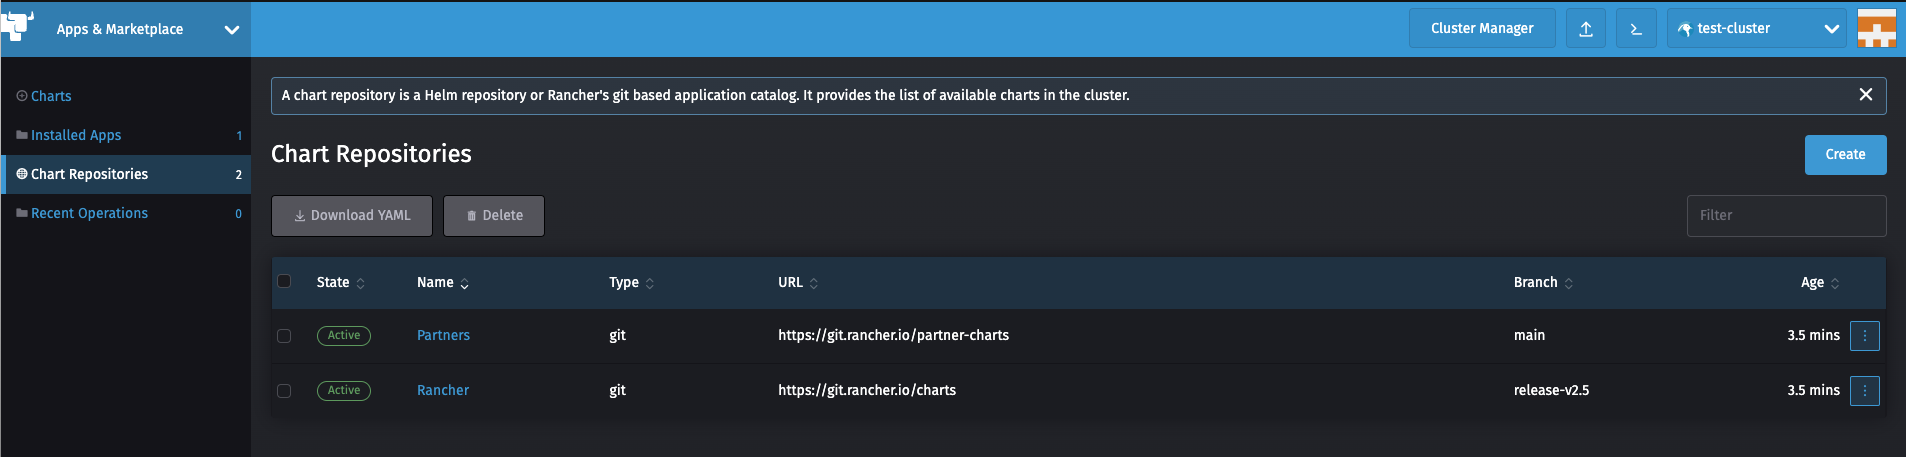 Apps & Marketplace
Cluster Manager
test-cluster
Charts
Installed Apps 1
Chart Repositories 2
Recent Operations 0
A chart repository is a Helm repository or Rancher's git based application catalog. It provides the list of available charts in the cluster.
Chart Repositories
Create
Download YAML
Delete
Filter
State Name Type URL Branch Age
Active Partners git https://git.rancher.io/partner-charts main 3.5 mins
Active Rancher git https://git.rancher.io/charts release-v2.5 3.5 mins